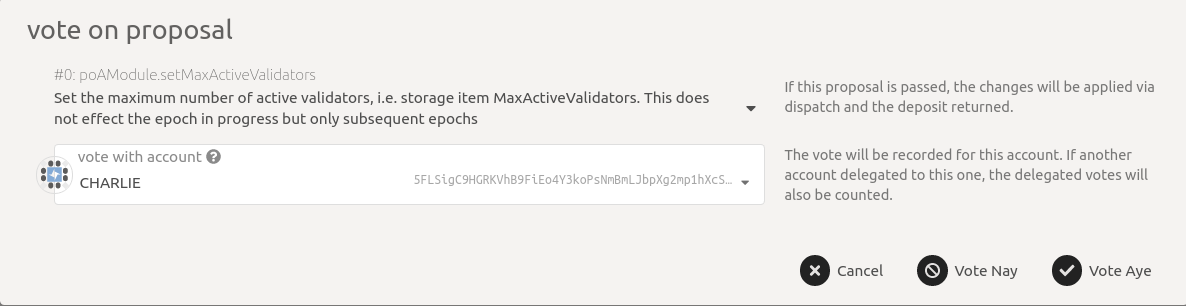 vote on proposal
#0: poAModule.setMaxActiveValidators
Set the maximum number of active validators, i.e. storage item MaxActiveValidators. This does
not effect the epoch in progress but only subsequent epochs
If this proposal is passed, the changes will be applied via
dispatch and the deposit returned.
vote with account
CHARLIE
5FLSigC9HGRKVhB9FiEo4Y3koPsNmBmLJbpXg2mp1hXcS…
The vote will be recorded for this account. If another
account delegated to this one, the delegated votes will
also be counted.
Cancel
Vote Nay
Vote Aye